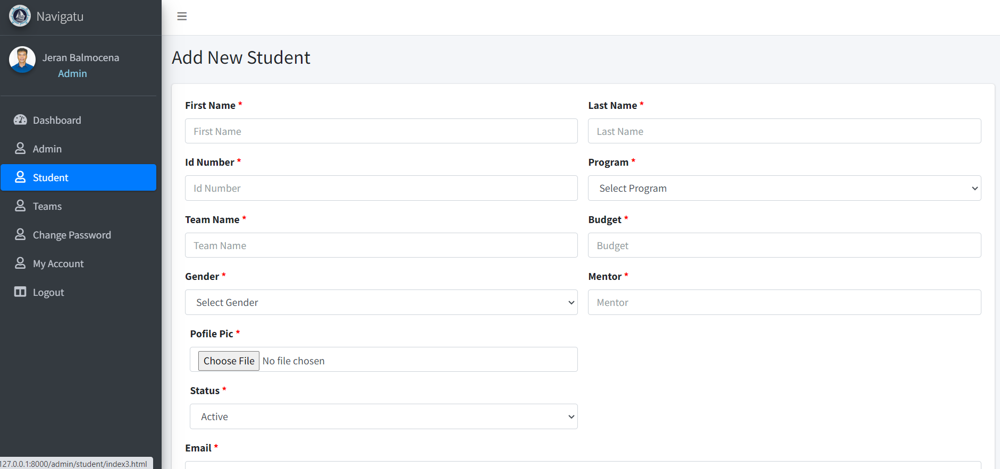 Navigatu
Jeran Balmocena
Admin
Dashboard
Admin
Student
Teams
Change Password
My Account
Logout
Add New Student
First Name *
Last Name *
First Name
Last Name
Id Number *
Program *
Id Number
Select Program
Team Name *
Budget *
Team Name
Budget
Gender *
Mentor *
Select Gender
Mentor
Pofile Pic *
Choose File No file chosen
Status *
Active
Email *
127.0.0.1:8000/admin/student/index3.html